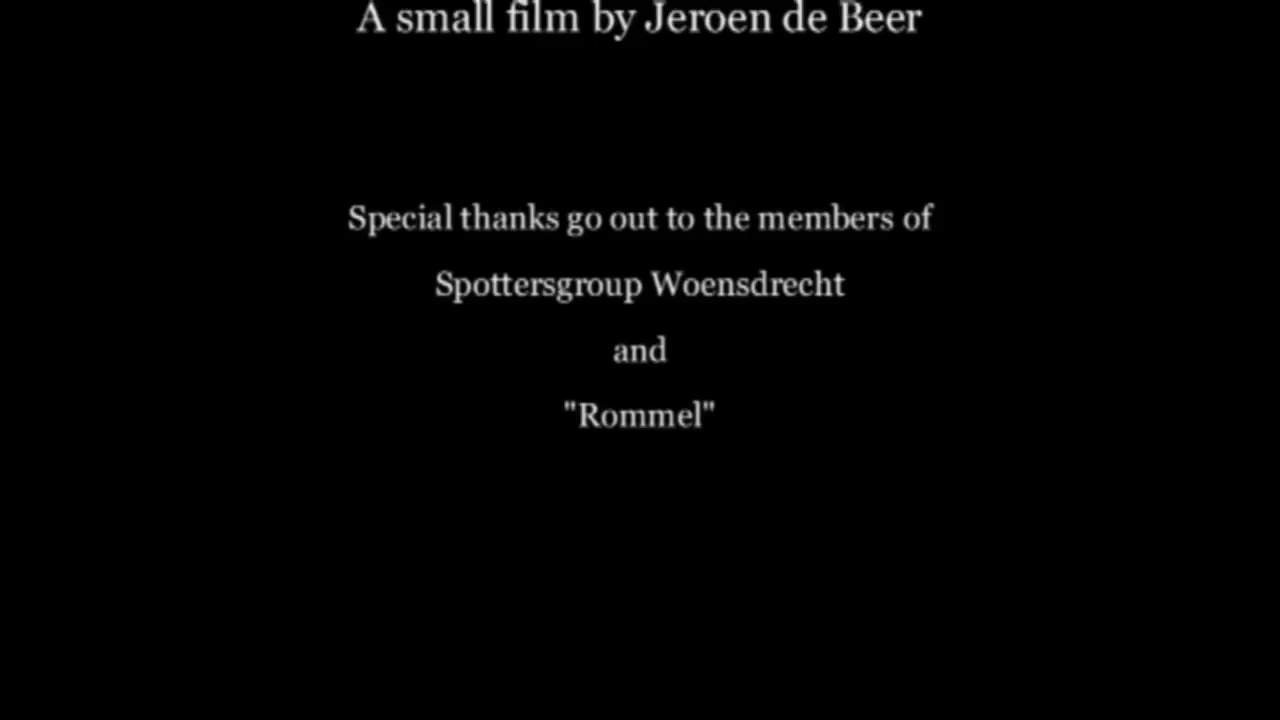 A small film by Jeroen de Beer
Special thanks go out to the members of
Spottersgroup Woensdrecht
and
"Rommel"